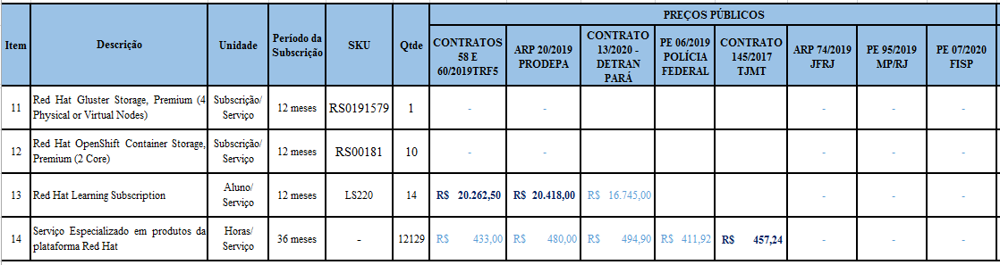 PREÇOS PÚBLICOS
Item Descrição Unidade Período da Subscrição SKU Qtde CONTRATOS 58 E 60/2019TRF5 ARP 20/2019 PRODEPA CONTRATO 13/2020 - DETRAN PARÁ PE 06/2019 POLÍCIA FEDERAL CONTRATO 145/2017 TJMT ARP 74/2019 JFRJ PE 95/2019 MP/RJ PE 07/2020 FISP
11 Red Hat Gluster Storage, Premium (4 Physical or Virtual Nodes) Subscrição/ Serviço 12 meses RS0191579 1 - - - - -
12 Red Hat OpenShift Container Storage, Premium (2 Core) Subscrição/ Serviço 12 meses RS00181 10 - - - - -
13 Red Hat Learning Subscription Aluno/ Serviço 12 meses LS220 14 R$ 20.262,50 R$ 20.418,00 R$ 16.745,00 - - -
14 Serviço Especializado em produtos da plataforma Red Hat Horas/ Serviço 36 meses - 12129 R$ 433,00 R$ 480,00 R$ 494,90 R$ 411,92 R$ 457,24 - - -